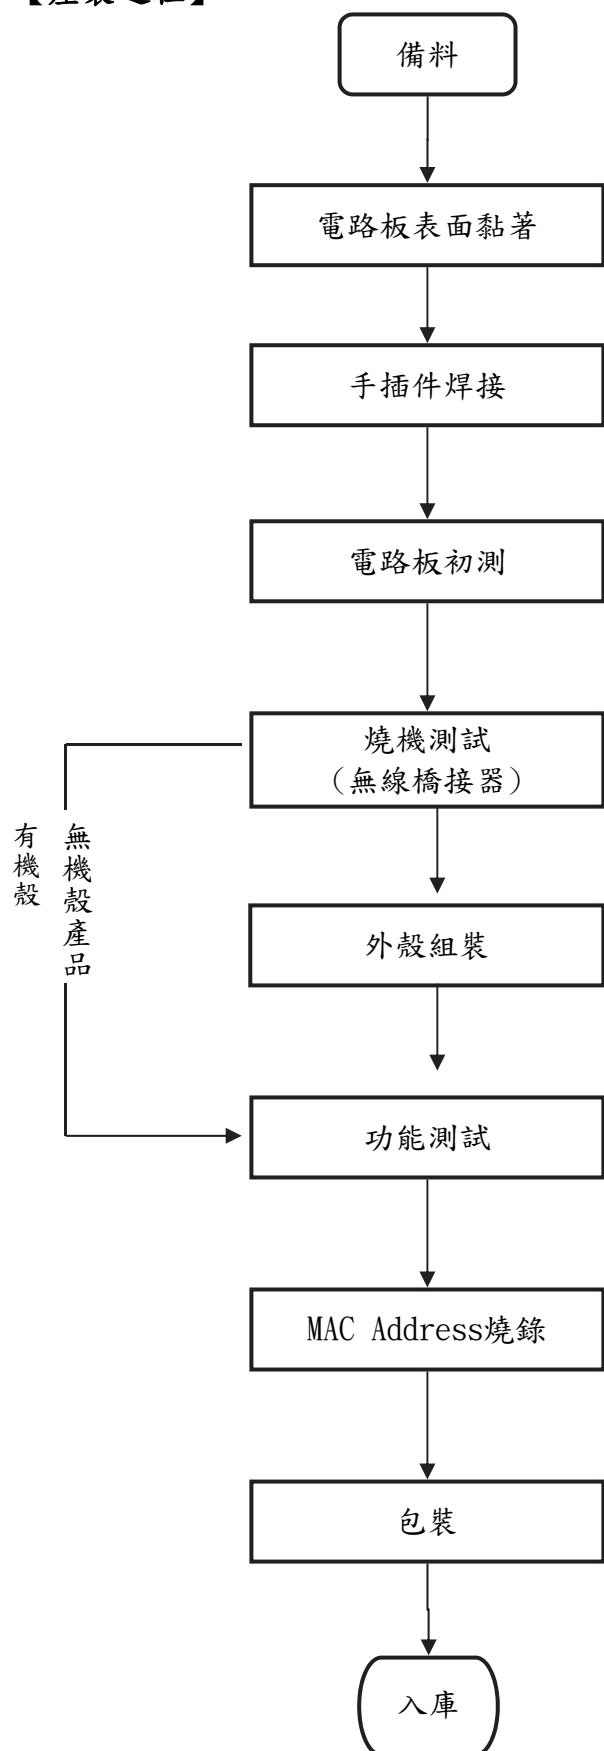 備料
電路板表面黏著
手插件焊接
電路板初測
燒機測試
（無線橋接器）
有機殼
無機殼產品
外殼組裝
功能測試
MAC Address燒錄
包裝
入庫